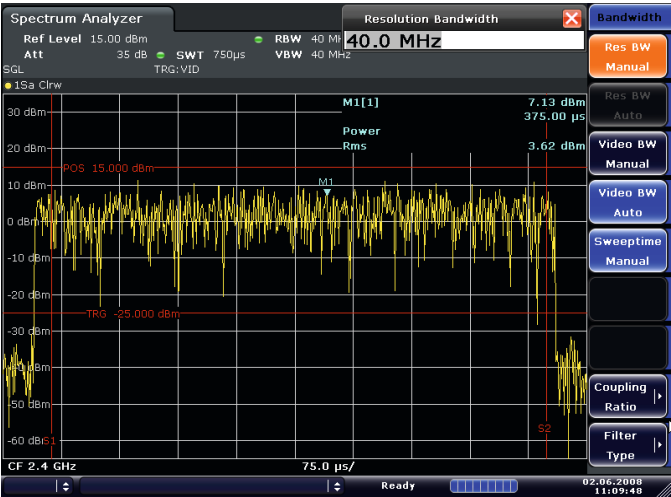 Spectrum Analyzer
Resolution Bandwidth
40.0 MHz
Ref Level 15.00 dBm
RBW 40 MH
Att 35 dB SWT 750µs VBW 40 MHz
SGL TRG:VID
1Sa Clrw
M1[1] 7.13 dBm
375.00 µs
Power
Rms 3.62 dBm
30 dBm
20 dBm
POS 15.000 dBm
10 dBm
M1
0 dBm
-10 dBm
-20 dBm
TRG -25.000 dBm
-30 dBm
-50 dBm
-60 dBm
S1
S2
CF 2.4 GHz 75.0 µs/
Ready
02.06.2008
11:09:48
Bandwidth
Res BW
Manual
Res BW
Auto
Video BW
Manual
Video BW
Auto
Sweeptime
Manual
Coupling
Ratio
Filter
Type